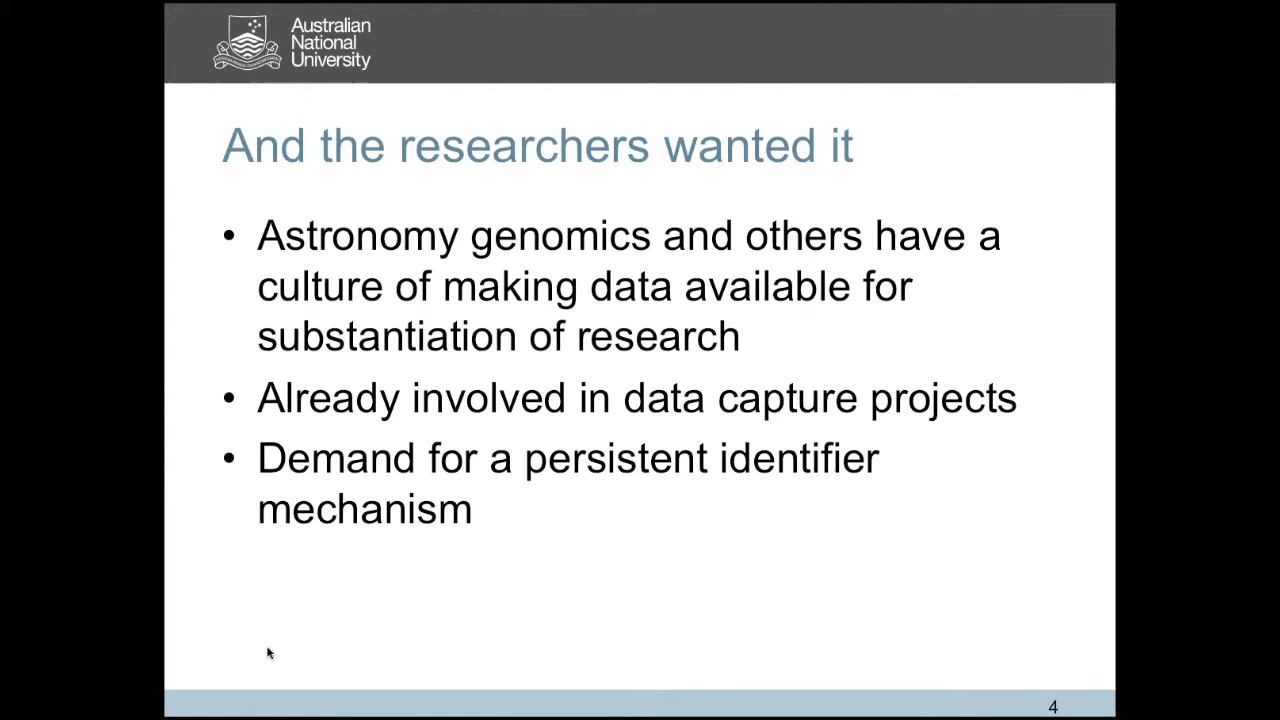 Australian
National
University
And the researchers wanted it
• Astronomy genomics and others have a
culture of making data available for
substantiation of research
• Already involved in data capture projects
• Demand for a persistent identifier
mechanism
4